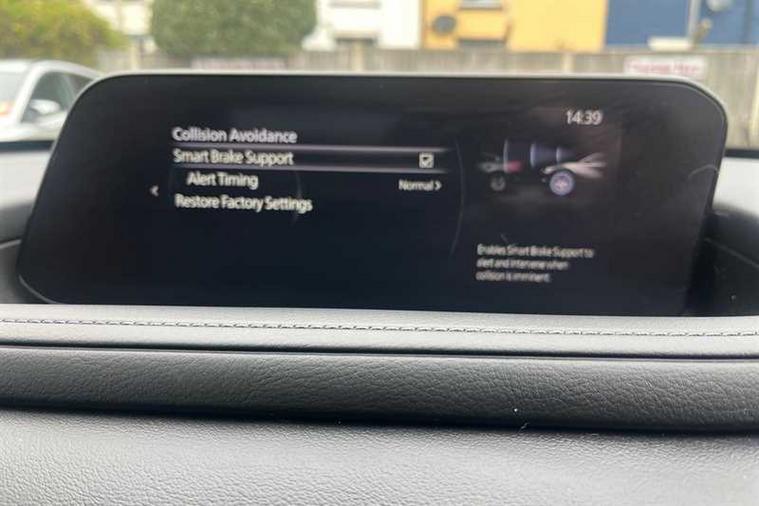 14:39
Collision Avoidance
Smart Brake Support
Alert Timing
Normal
Restore Factory Settings
Enables Smart Brake Support to
alert and intervene when
collision is imminent.